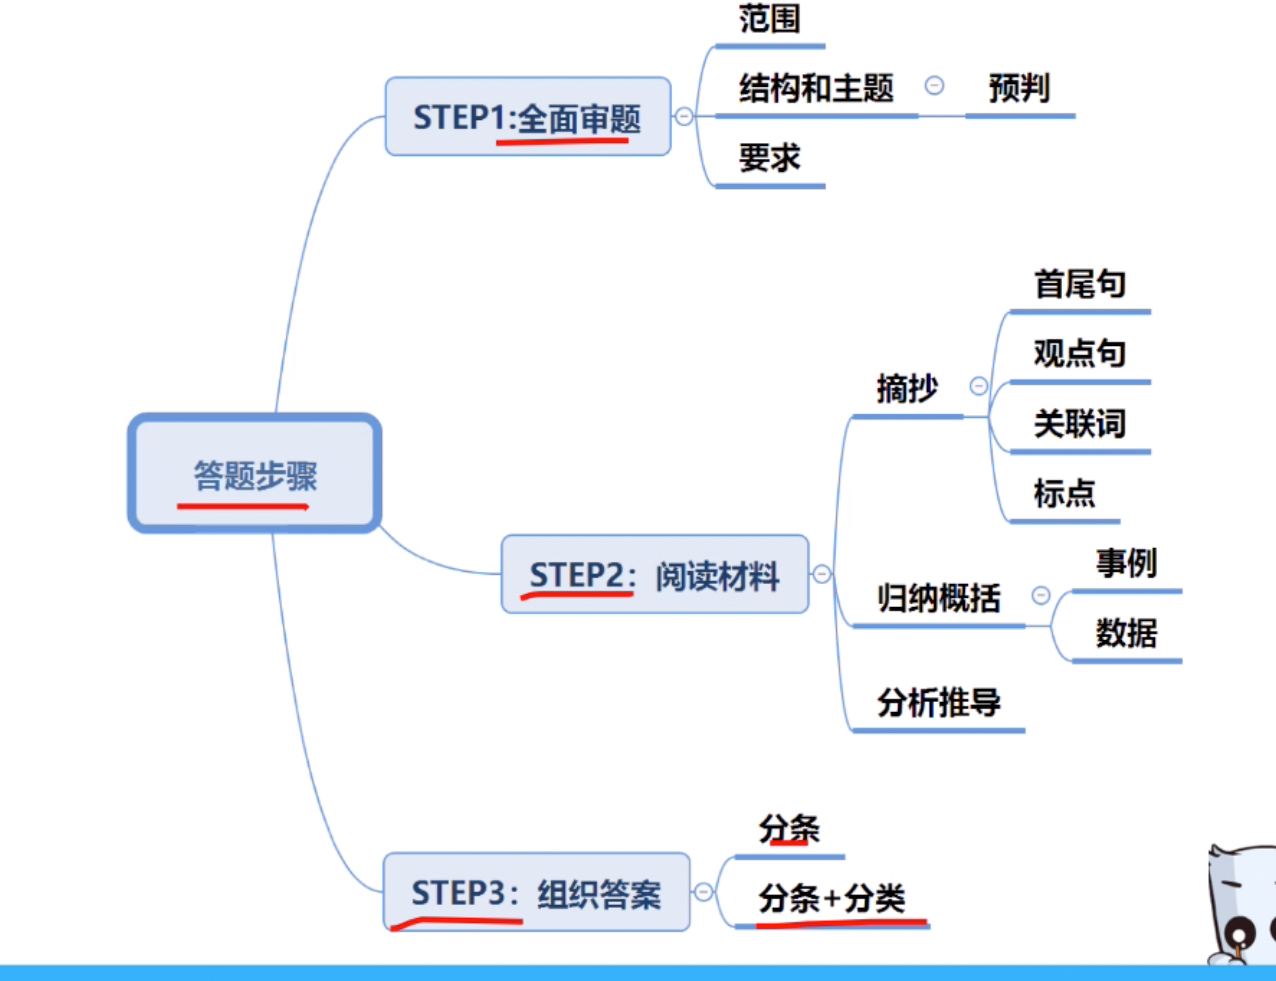 范围
STEP1:全面审题
结构和主题
预判
要求
答题步骤
STEP2：阅读材料
摘抄
首尾句
观点句
关联词
标点
归纳概括
事例
数据
分析推导
STEP3：组织答案
分条
分条+分类